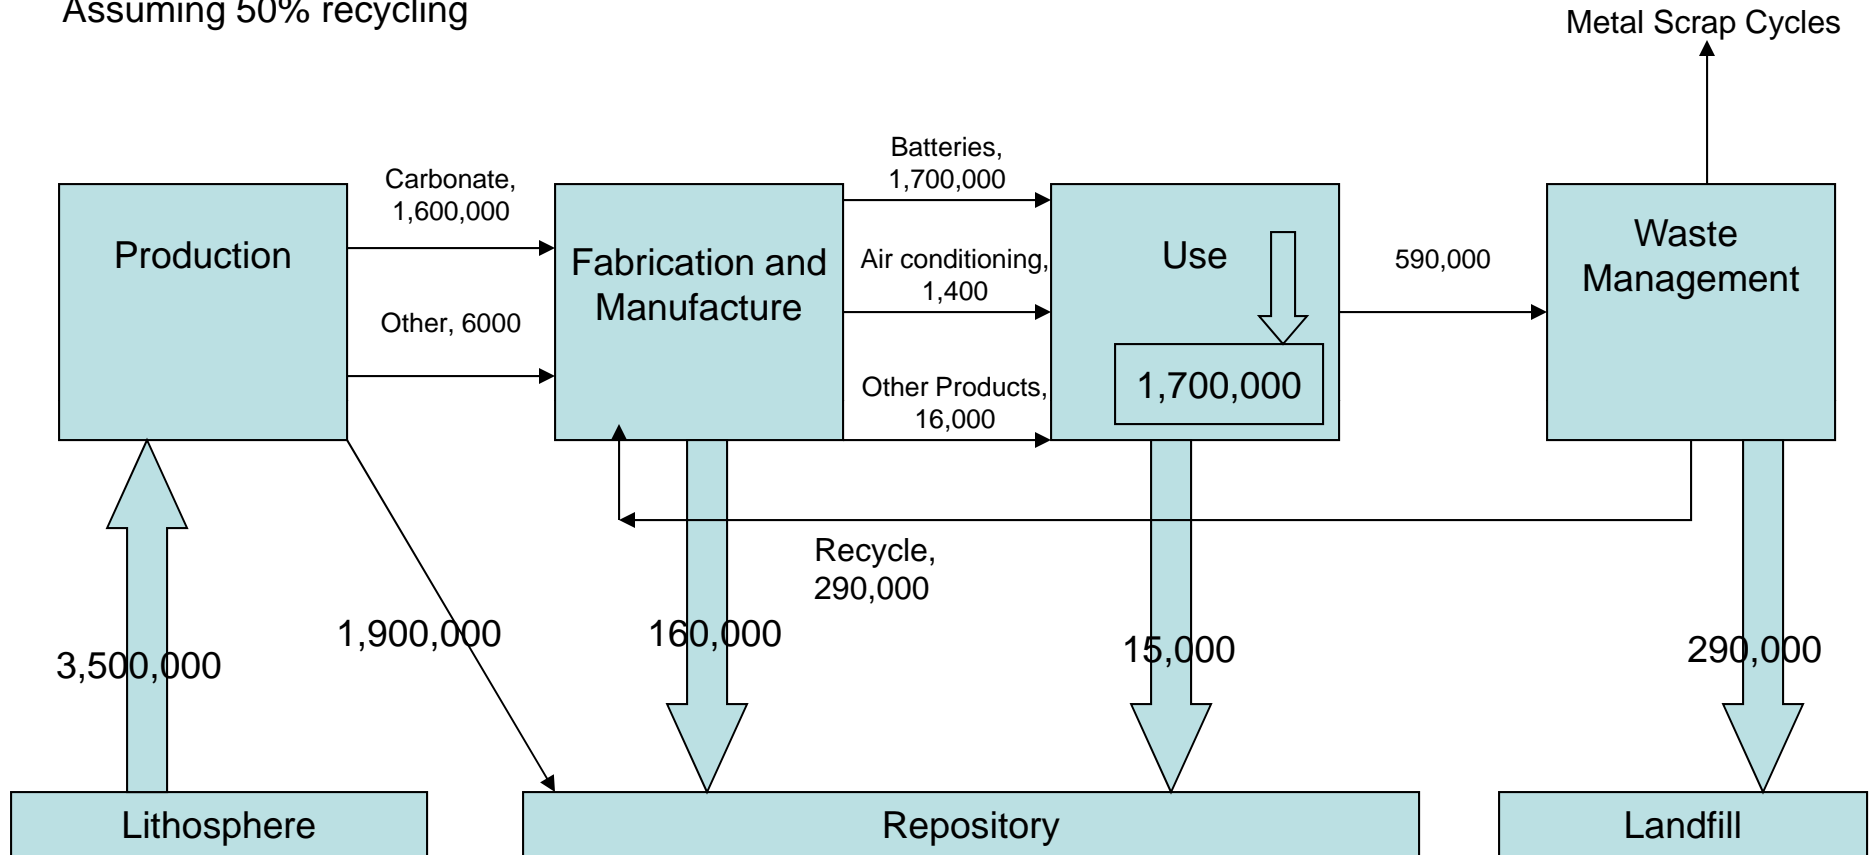 Assuming 50% recycling
Metal Scrap Cycles
Production
Carbonate,
1,600,000
Other, 6000
Fabrication and
Manufacture
Batteries,
1,700,000
Air conditioning,
1,400
Other Products,
16,000
Use
1,700,000
590,000
Waste
Management
Recycle,
290,000
3,500,000
1,900,000
160,000
15,000
290,000
Lithosphere
Repository
Landfill